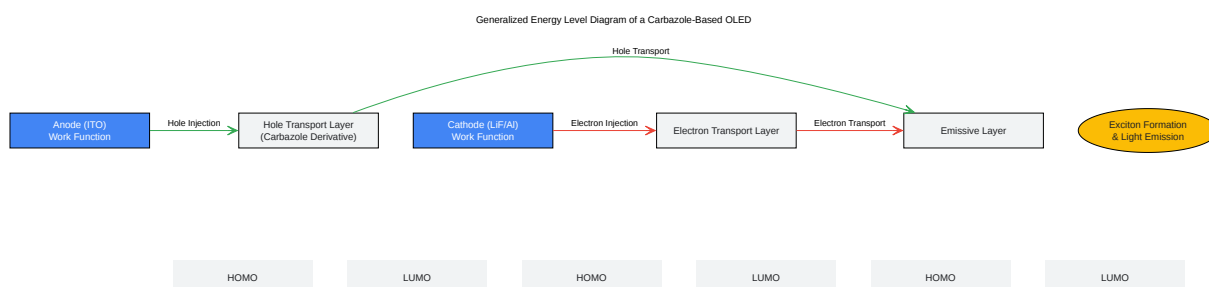 Generalized Energy Level Diagram of a Carbazole-Based OLED
Hole Transport
Anode (ITO)
Work Function
Hole Injection
Hole Transport Layer
(Carbazole Derivative)
Cathode (LiF/Al)
Work Function
Electron Injection
Electron Transport Layer
Electron Transport
Emissive Layer
Exciton Formation
& Light Emission
HOMO
LUMO
HOMO
LUMO
HOMO
LUMO